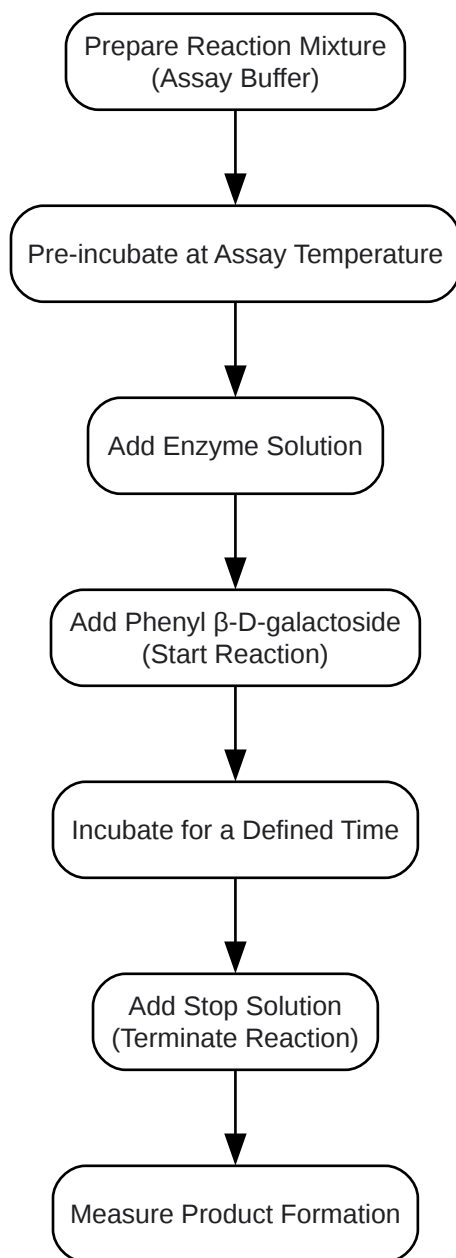 Prepare Reaction Mixture
(Assay Buffer)
Pre-incubate at Assay Temperature
Add Enzyme Solution
Add Phenyl β-D-galactoside
(Start Reaction)
Incubate for a Defined Time
Add Stop Solution
(Terminate Reaction)
Measure Product Formation